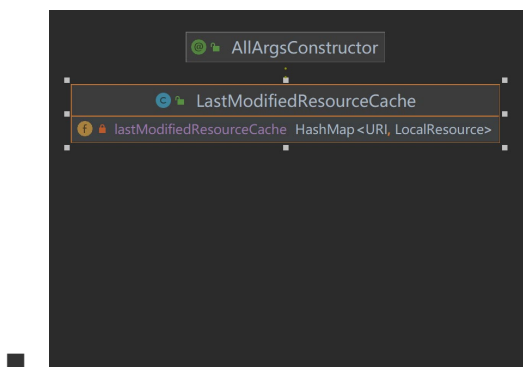 AllArgsConstructor
LastModifiedResourceCache
lastModifiedResourceCache HashMap<URI, LocalResource>